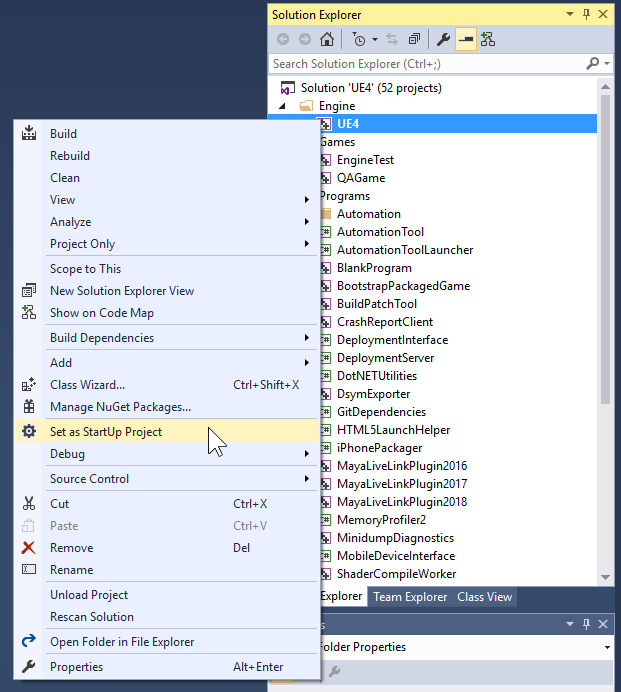 Solution Explorer
Search Solution Explorer (Ctrl+;)
Solution 'UE4' (52 projects)
Engine
UE4
Games
EngineTest
QAGame
Programs
Automation
AutomationTool
AutomationToolLauncher
BlankProgram
BootstrapPackagedGame
BuildPatchTool
CrashReportClient
DeploymentInterface
DeploymentServer
DotNETUtilities
DsymExporter
GitDependencies
HTML5LaunchHelper
iPhonePackager
MayaLiveLinkPlugin2016
MayaLiveLinkPlugin2017
MayaLiveLinkPlugin2018
MemoryProfiler2
MinidumpDiagnostics
MobileDeviceInterface
ShaderCompileWorker
Explorer Team Explorer Class View
older Properties
Build
Rebuild
Clean
View
Analyze
Project Only
Scope to This
New Solution Explorer View
Show on Code Map
Build Dependencies
Add
Class Wizard... Ctrl+Shift+X
Manage NuGet Packages...
Set as StartUp Project
Debug
Source Control
Cut Ctrl+X
Paste Ctrl+V
Remove Del
Rename
Unload Project
Rescan Solution
Open Folder in File Explorer
Properties Alt+Enter